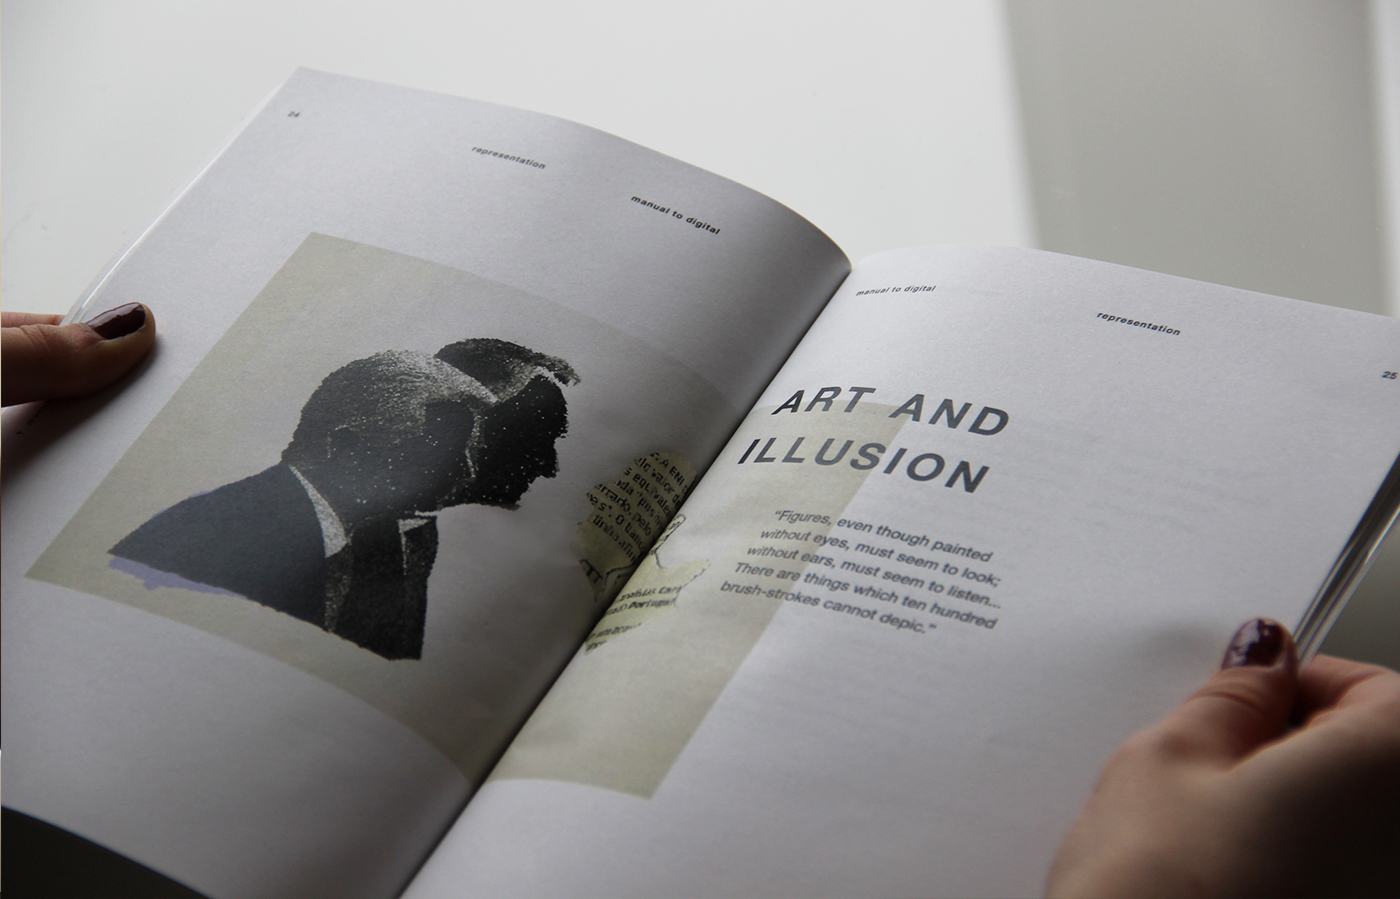 24
representation
manual to digital
manual to digital
representation
25
ART AND
ILLUSION
"Figures, even though painted
without eyes, must seem to look;
without ears, must seem to listen...
There are things which ten hundred
brush-strokes cannot depic."
valor de